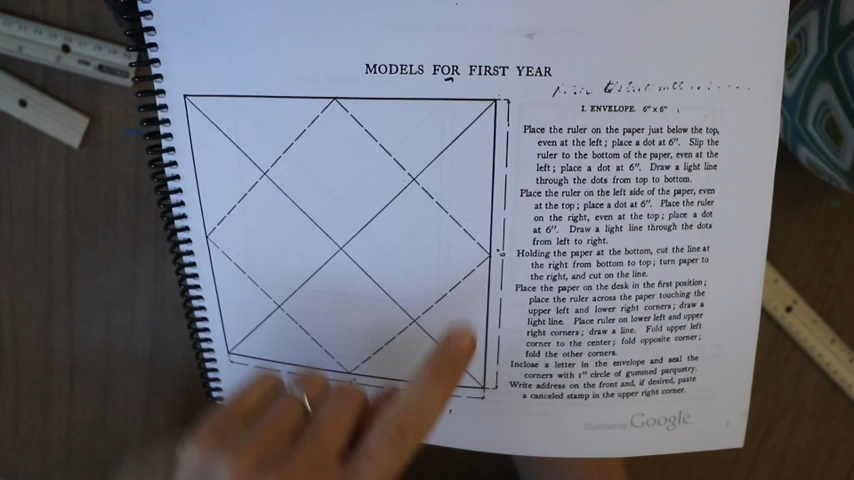 MODELS FOR FIRST YEAR
I. ENVELOPE. 6" x 6"
Place the ruler on the paper just below the top,
even at the left; place a dot at 6". Slip the
ruler to the bottom of the paper, even at the
left; place a dot at 6". Draw a light line
through the dots from top to bottom.
Place the ruler on the left side of the paper, even
at the top; place a dot at 6". Place the ruler
on the right, even at the top; place a dot
at 6". Draw a light line through the dots
from left to right.
Holding the paper at the bottom, cut the line at
the right from bottom to top; turn paper to
the right, and cut on the line.
Place the paper on the desk in the first position;
place the ruler across the paper touching the
upper left and lower right corners; draw a
light line. Place ruler on lower left and upper
right corners; draw a line. Fold upper left
corner to the center; fold opposite corner;
fold the other corners.
Inclose a letter in the envelope and seal the
corners with 1" circle of gummed parquetry.
Write address on the front and, if desired, paste
a canceled stamp in the upper right corner.
Digitized by Google